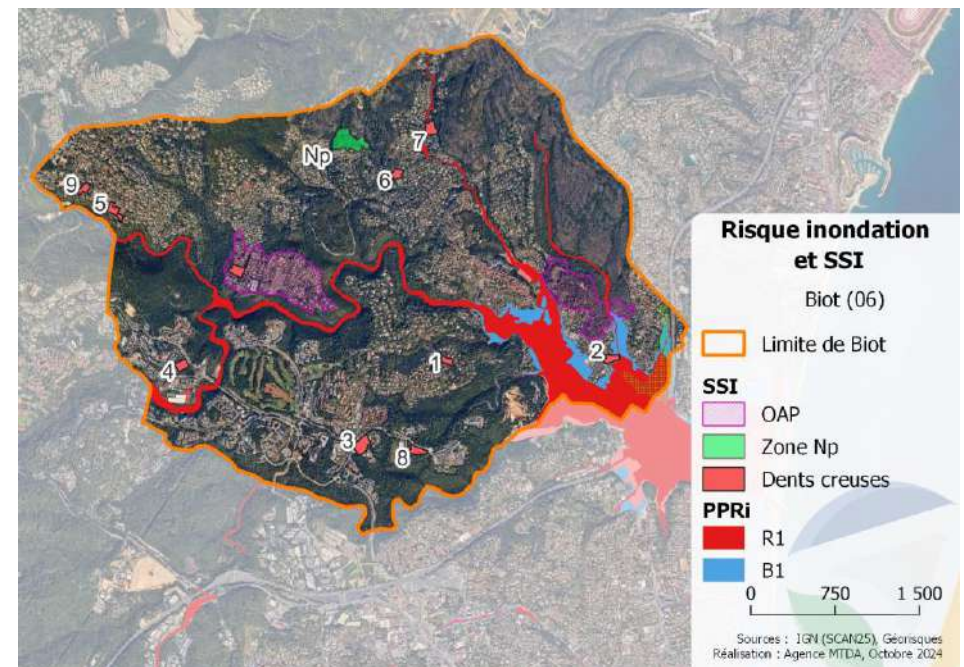 7
Np
6
9
5
1
2
4
3
8
Risque inondation
et SSI
Biot (06)
Limite de Biot
SSI
OAP
Zone Np
Dents creuses
PPRi
R1
B1
0 750 1 500
Sources : IGN (SCAN25), Géorisques
Réalisation : Agence MTDA, Octobre 2024